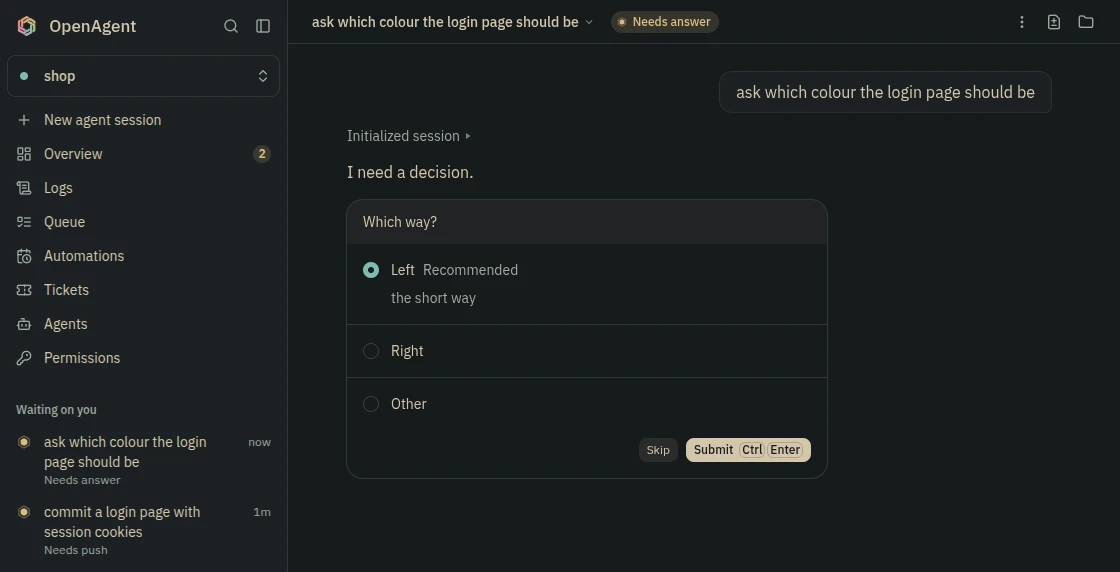 OpenAgent
shop
New agent session
Overview 2
Logs
Queue
Automations
Tickets
Agents
Permissions
Waiting on you
ask which colour the login now
page should be
Needs answer
commit a login page with 1m
session cookies
Needs push
ask which colour the login page should be Needs answer
ask which colour the login page should be
Initialized session
I need a decision.
Which way?
Left Recommended
the short way
Right
Other
Skip Submit Ctrl Enter